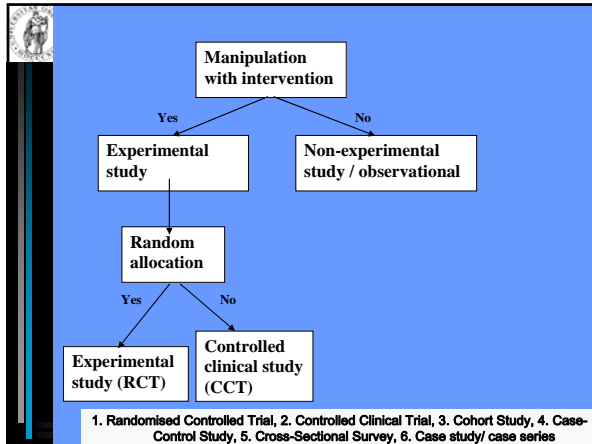 Manipulation
with intervention
Yes
No
Experimental
study
Non-experimental
study / observational
Random
allocation
Yes
No
Experimental
study (RCT)
Controlled
clinical study
(CCT)
1. Randomised Controlled Trial, 2. Controlled Clinical Trial, 3. Cohort Study, 4. Case-
Control Study, 5. Cross-Sectional Survey, 6. Case study/ case series